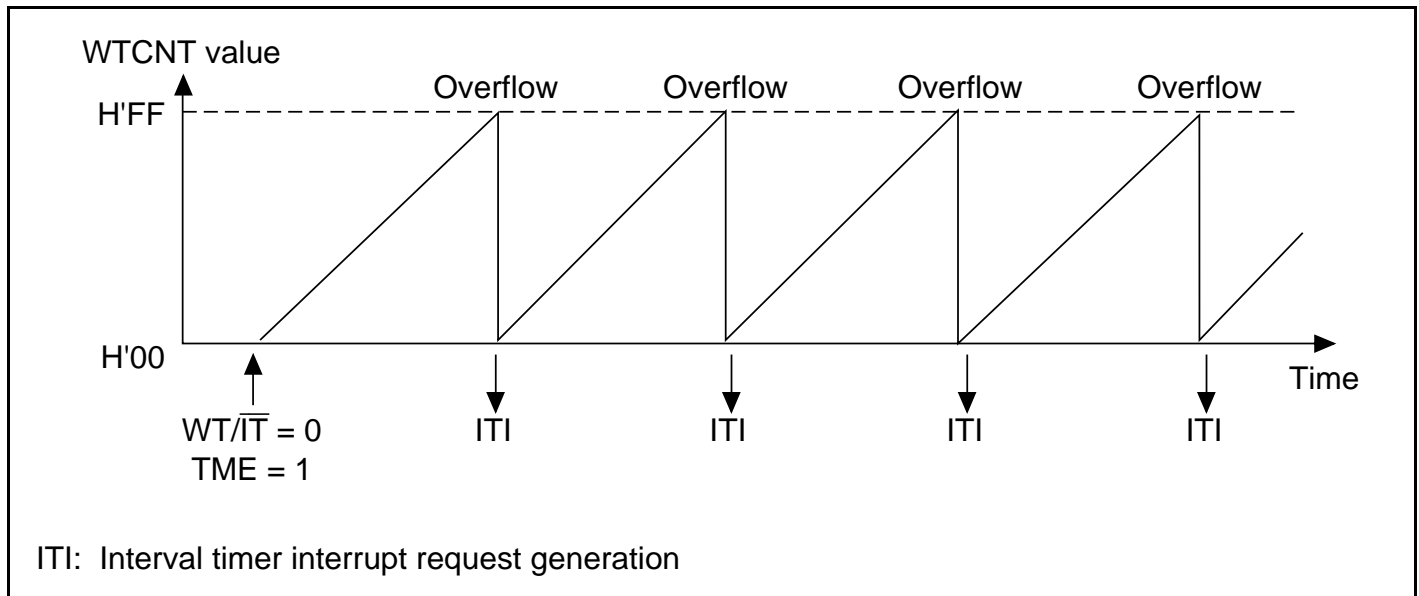 WTCNT value
Overflow Overflow Overflow Overflow
H'FF
H'00
Time
WT/I̅T̅ = 0
TME = 1
ITI ITI ITI ITI
ITI: Interval timer interrupt request generation